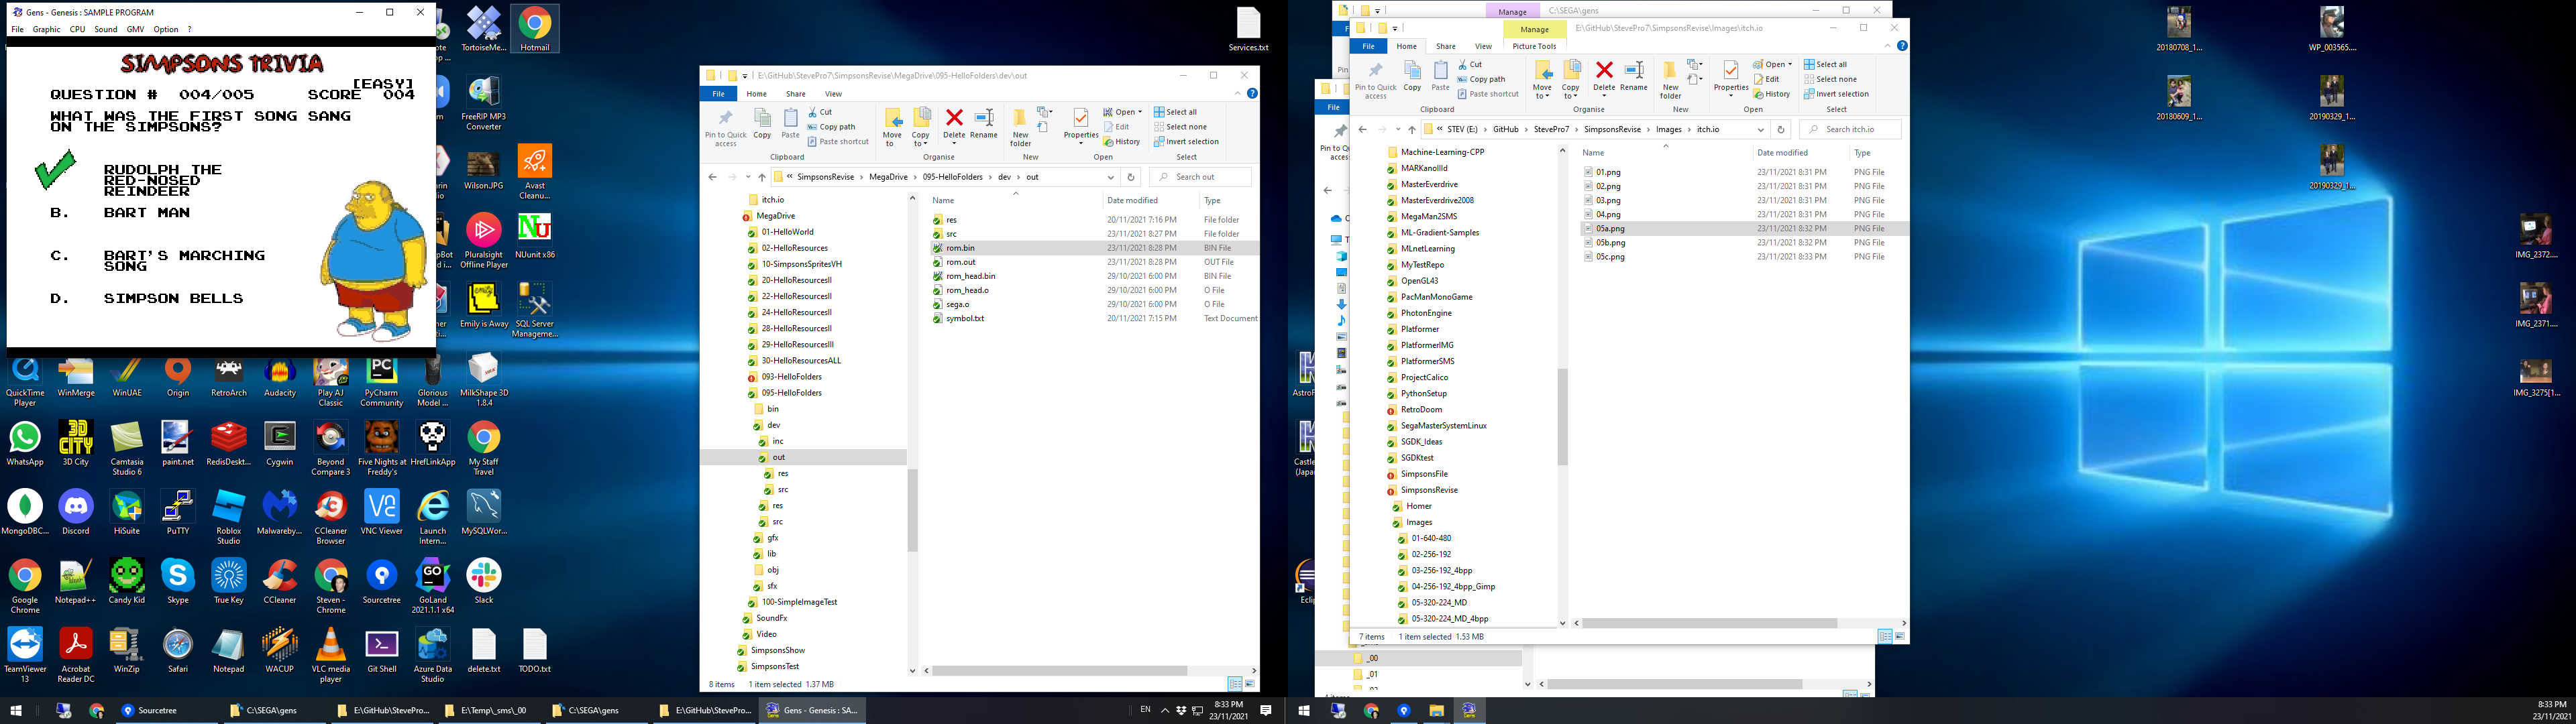 Gens - Genesis : SAMPLE PROGRAM
File Graphic CPU Sound GMV Option ?
SIMPSONS TRIVIA
[EASY]
QUESTION # 004/005 SCORE 004
WHAT WAS THE FIRST SONG SANG
ON THE SIMPSONS?
RUDOLPH THE
RED-NOSED
REINDEER
B. BART MAN
C. BART'S MARCHING
SONG
D. SIMPSON BELLS
TortoiseMe...
Hotmail
FreeRIP MP3
Converter
WilsonJPG
Avast
Cleanu...
Pluralsight
Offline Player
NUunit x86
Emily is Away
SQL Server
Manageme...
QuickTime
Player
WinMerge
WinUAE
Origin
RetroArch
Audacity
Play AJ
Classic
PyCharm
Community
Glorious
Model ...
MilkShape 3D
1.8.4
WhatsApp
3D City
Camtasia
Studio 6
paint.net
RedisDeskt...
Cygwin
Beyond
Compare 3
Five Nights at
Freddy's
HrefLinkApp
My Staff
Travel
MongoDBC...
Discord
HiSuite
PuTTY
Roblox
Studio
Malwareby...
CCleaner
Browser
VNC Viewer
Launch
Intern...
MySQLWor...
Google
Chrome
Notepad++
Candy Kid
Skype
True Key
CCleaner
Steven -
Chrome
Sourcetree
GoLand
2021.1.1 x64
Slack
TeamViewer
13
Acrobat
Reader DC
WinZip
Safari
Notepad
WACUP
VLC media
player
Git Shell
Azure Data
Studio
delete.txt
TODO.txt
Services.txt
E:\GitHub\StevePro7\SimpsonsRevise\MegaDrive\095-HelloFolders\dev\out
File Home Share View
Pin to Quick
access
Copy
Paste
Cut
Copy path
Paste shortcut
Move
to
Copy
to
Delete
Rename
New
folder
Properties
Open
Edit
History
Select all
Select none
Invert selection
Clipboard Organise New Open Select
SimpsonsRevise > MegaDrive > 095-HelloFolders > dev > out
Search out
itch.io
MegaDrive
01-HelloWorld
02-HelloResources
10-SimpsonsSpritesVH
20-HelloResourcesII
22-HelloResourcesII
24-HelloResourcesII
28-HelloResourcesII
29-HelloResourcesIII
30-HelloResourcesALL
093-HelloFolders
095-HelloFolders
bin
dev
inc
out
res
src
res
src
gfx
lib
obj
sfx
100-SimpleImageTest
SoundFx
Video
SimpsonsShow
SimpsonsTest
Name Date modified Type
res 20/11/2021 7:16 PM File folder
src 23/11/2021 8:27 PM File folder
rom.bin 23/11/2021 8:28 PM BIN File
rom.out 23/11/2021 8:28 PM OUT File
rom_head.bin 29/10/2021 6:00 PM BIN File
rom_head.o 29/10/2021 6:00 PM O File
sega.o 29/10/2021 6:00 PM O File
symbol.txt 20/11/2021 7:15 PM Text Document
8 items 1 item selected 1.37 MB
Manage C:\SEGA\gens
Manage E:\GitHub\StevePro7\SimpsonsRevise\Images\itch.io
File Home Share View Picture Tools
Pin to Quick
access
Copy
Paste
Cut
Copy path
Paste shortcut
Move
to
Copy
to
Delete
Rename
New
folder
Properties
Open
Edit
History
Select all
Select none
Invert selection
Clipboard Organise New Open Select
STEV (E:) > GitHub > StevePro7 > SimpsonsRevise > Images > itch.io
Search itch.io
Machine-Learning-CPP
MARKanoIIId
MasterEverdrive
MasterEverdrive2008
MegaMan2SMS
ML-Gradient-Samples
MLnetLearning
MyTestRepo
OpenGL43
PacManMonoGame
PhotonEngine
Platformer
PlatformerIMG
PlatformerSMS
ProjectCalico
PythonSetup
RetroDoom
SegaMasterSystemLinux
SGDK_Ideas
SGDKtest
SimpsonsFile
SimpsonsRevise
Homer
Images
01-640-480
02-256-192
03-256-192_4bpp
04-256-192_4bpp_Gimp
05-320-224_MD
05-320-224_MD_4bpp
Name Date modified Type
01.png 23/11/2021 8:31 PM PNG File
02.png 23/11/2021 8:31 PM PNG File
03.png 23/11/2021 8:31 PM PNG File
04.png 23/11/2021 8:31 PM PNG File
05a.png 23/11/2021 8:32 PM PNG File
05b.png 23/11/2021 8:32 PM PNG File
05c.png 23/11/2021 8:33 PM PNG File
7 items 1 item selected 1.53 MB
File
_00
_01
20180708_1...
WP_003565....
20180609_1...
20190329_1...
20190329_1...
IMG_2372....
IMG_2371....
IMG_3275[1...
Sourcetree
C:\SEGA\gens
E:\GitHub\StevePro...
E:\Temp\_sms\_00
C:\SEGA\gens
E:\GitHub\StevePro...
Gens - Genesis : SA...
EN
8:33 PM
23/11/2021
8:33 PM
23/11/2021